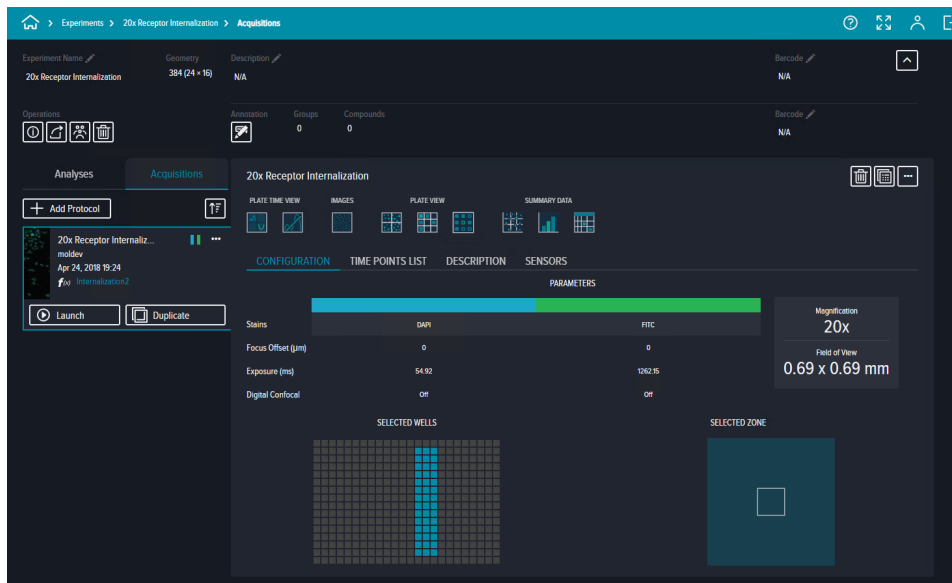 Experiments > 20x Receptor Internalization > Acquisitions
Experiment Name Geometry Description Barcode
20x Receptor Internalization 384 (24 × 16) N/A N/A
Operations Annotation Groups Compounds Barcode
0 0 N/A
Analyses Acquisitions
+ Add Protocol
20x Receptor Internaliz...
moldev
Apr 24, 2018 19:24
f(x) Internalization2
Launch Duplicate
20x Receptor Internalization
PLATE TIME VIEW IMAGES PLATE VIEW SUMMARY DATA
CONFIGURATION TIME POINTS LIST DESCRIPTION SENSORS
PARAMETERS
Stains DAPI FITC
Focus Offset (µm) 0 0
Exposure (ms) 54.92 1262.15
Digital Confocal Off Off
Magnification
20x
Field of View
0.69 x 0.69 mm
SELECTED WELLS SELECTED ZONE